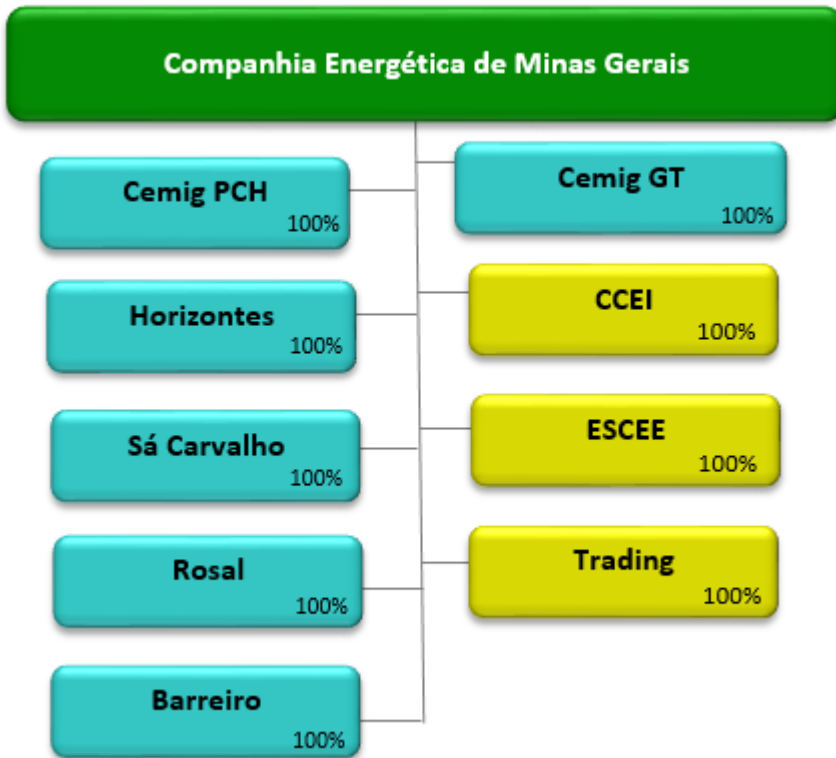 Companhia Energética de Minas Gerais
Cemig PCH
100%
Cemig GT
100%
Horizontes
100%
CCEI
100%
Sá Carvalho
100%
ESCEE
100%
Rosal
100%
Trading
100%
Barreiro
100%